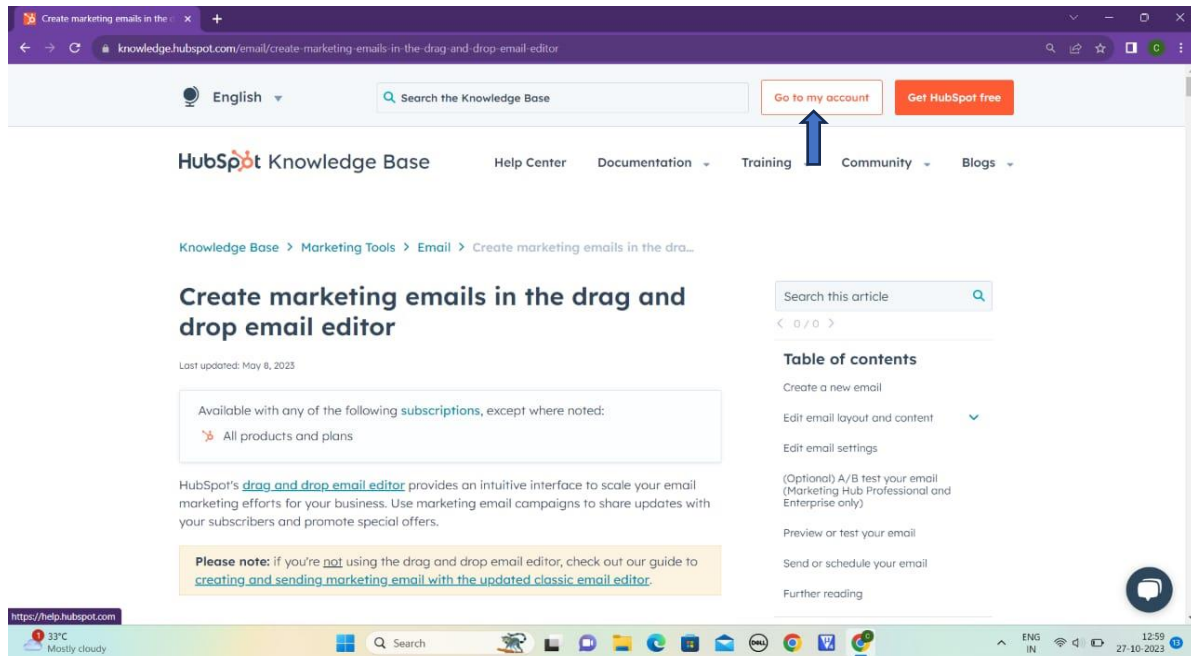 Create marketing emails in the d
knowledge.hubspot.com/email/create-marketing-emails-in-the-drag-and-drop-email-editor
C
English
Search the Knowledge Base
Go to my account
Get HubSpot free
HubSpot Knowledge Base
Help Center
Documentation
Training
Community
Blogs
Knowledge Base > Marketing Tools > Email > Create marketing emails in the dra...
Create marketing emails in the drag and
drop email editor
Last updated: May 8, 2023
Available with any of the following subscriptions, except where noted:
All products and plans
HubSpot's drag and drop email editor provides an intuitive interface to scale your email
marketing efforts for your business. Use marketing email campaigns to share updates with
your subscribers and promote special offers.
Please note: if you're not using the drag and drop email editor, check out our guide to
creating and sending marketing email with the updated classic email editor.
Search this article
< 0/0 >
Table of contents
Create a new email
Edit email layout and content
Edit email settings
(Optional) A/B test your email
(Marketing Hub Professional and
Enterprise only)
Preview or test your email
Send or schedule your email
Further reading
https://help.hubspot.com
1
33°C
Mostly cloudy
Search
DELL
ENG
IN
12:59
27-10-2023
13